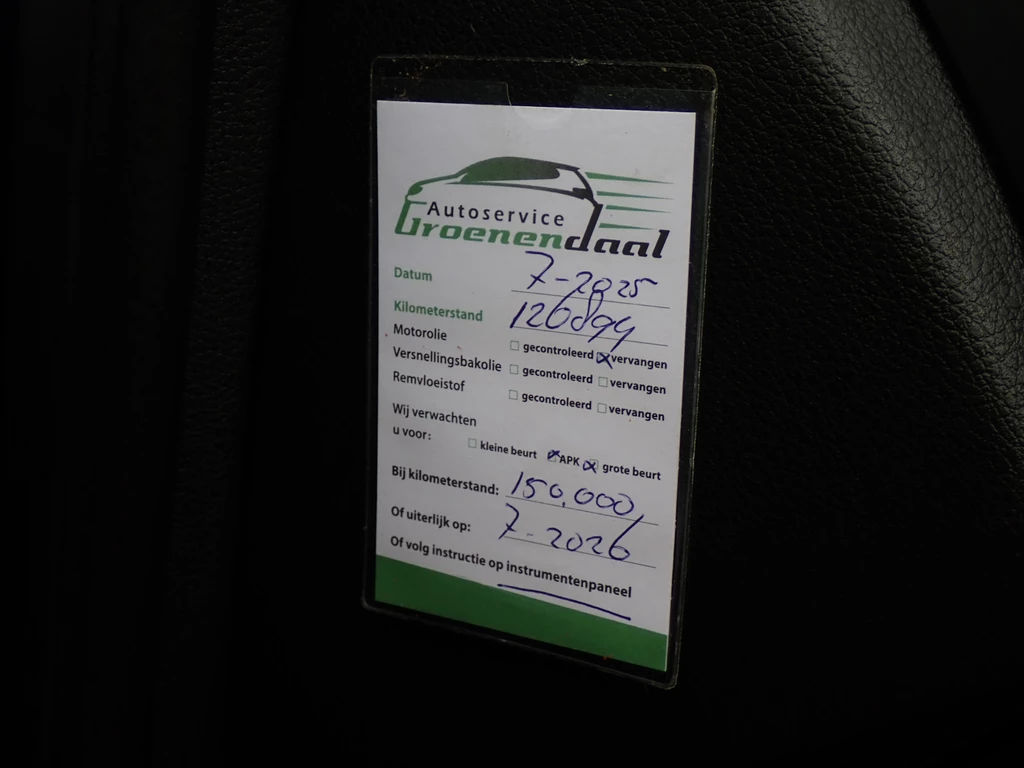 Autoservice
Groenendaal
Datum 7-2025
Kilometerstand 120899
Motorolie gecontroleerd vervangen
Versnellingsbakolie gecontroleerd vervangen
Remvloeistof gecontroleerd vervangen
Wij verwachten
u voor: kleine beurt APK grote beurt
Bij kilometerstand: 150.000,
Of uiterlijk op: 7-2026
Of volg instructie op instrumentenpaneel